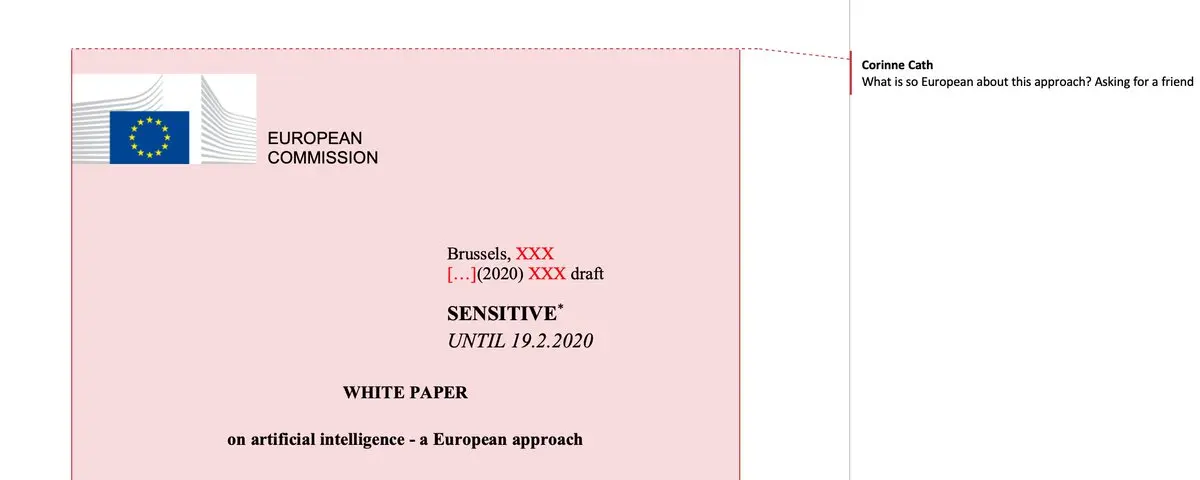 Corinne Cath
What is so European about this approach? Asking for a friend
EUROPEAN
COMMISSION
Brussels, XXX
[…](2020) XXX draft
SENSITIVE*
UNTIL 19.2.2020
WHITE PAPER
on artificial intelligence - a European approach